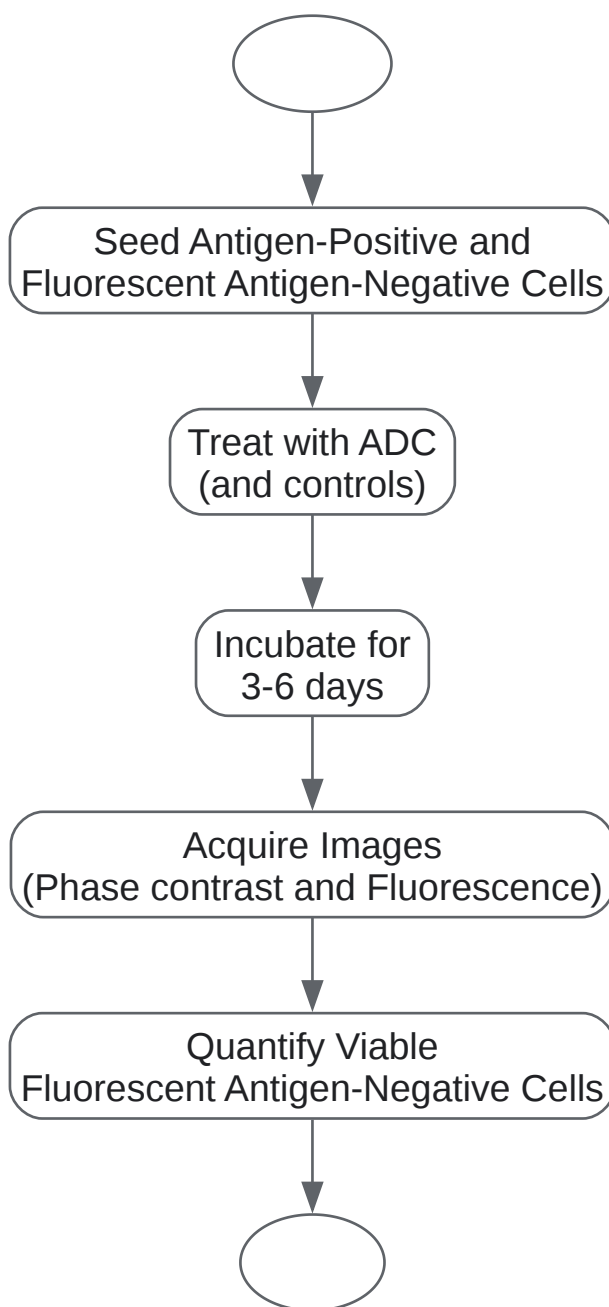 Seed Antigen-Positive and
Fluorescent Antigen-Negative Cells
Treat with ADC
(and controls)
Incubate for
3-6 days
Acquire Images
(Phase contrast and Fluorescence)
Quantify Viable
Fluorescent Antigen-Negative Cells